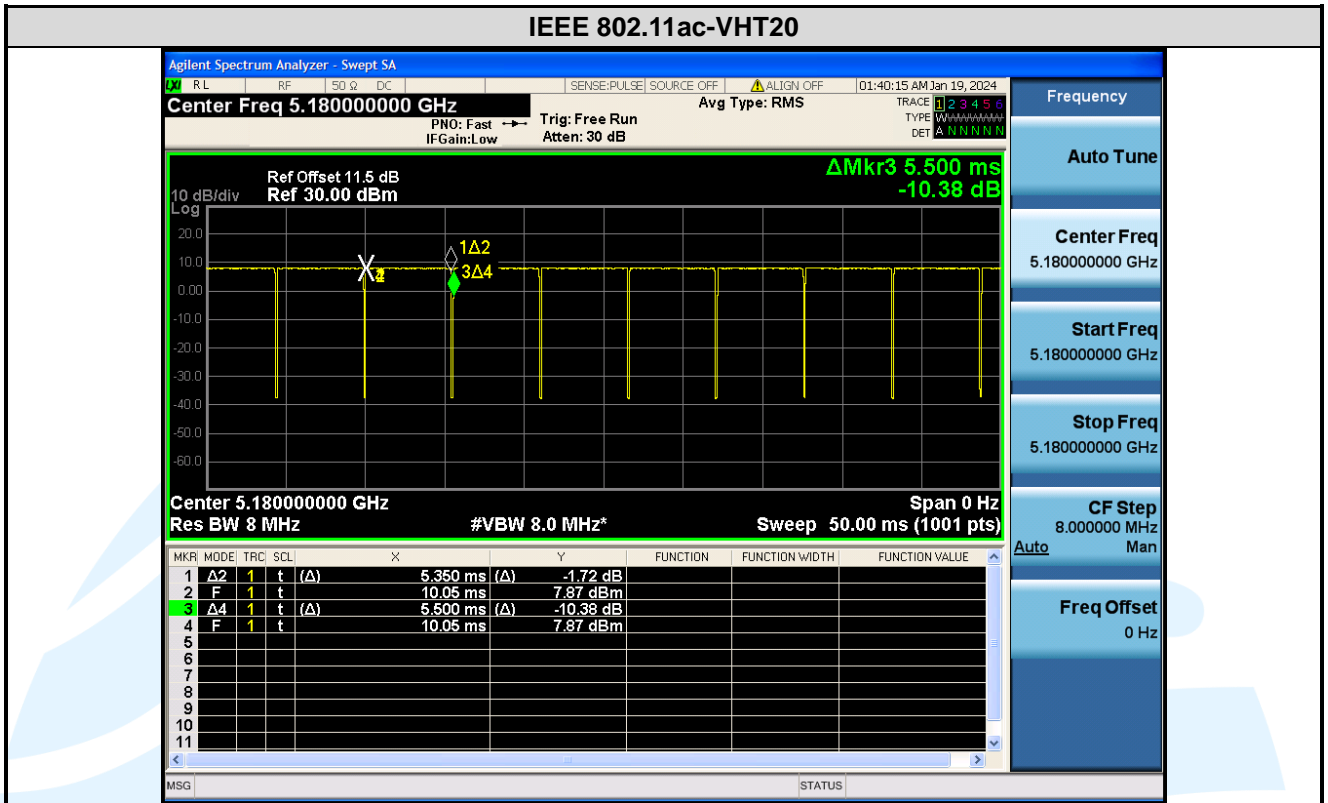 IEEE 802.11ac-VHT20
Agilent Spectrum Analyzer - Swept SA
LXI RL RF 50 Ω DC SENSE:PULSE SOURCE OFF ALIGN OFF 01:40:15 AM Jan 19, 2024
Center Freq 5.180000000 GHz
PNO: Fast
IFGain:Low
Trig: Free Run
Atten: 30 dB
Avg Type: RMS
TRACE 1 2 3 4 5 6
TYPE W
DET A N N N N N
ΔMkr3 5.500 ms
-10.38 dB
Ref Offset 11.5 dB
10 dB/div Ref 30.00 dBm
Log
20.0
10.0
0.00
-10.0
-20.0
-30.0
-40.0
-50.0
-60.0
1Δ2
3Δ4
Center 5.180000000 GHz Span 0 Hz
Res BW 8 MHz #VBW 8.0 MHz* Sweep 50.00 ms (1001 pts)
MKR MODE TRC SCL X Y FUNCTION FUNCTION WIDTH FUNCTION VALUE
1 Δ2 1 t (Δ) 5.350 ms (Δ) -1.72 dB
2 F 1 t 10.05 ms 7.87 dBm
3 Δ4 1 t (Δ) 5.500 ms (Δ) -10.38 dB
4 F 1 t 10.05 ms 7.87 dBm
5
6
7
8
9
10
11
MSG STATUS
Frequency
Auto Tune
Center Freq
5.180000000 GHz
Start Freq
5.180000000 GHz
Stop Freq
5.180000000 GHz
CF Step
8.000000 MHz
Auto Man
Freq Offset
0 Hz